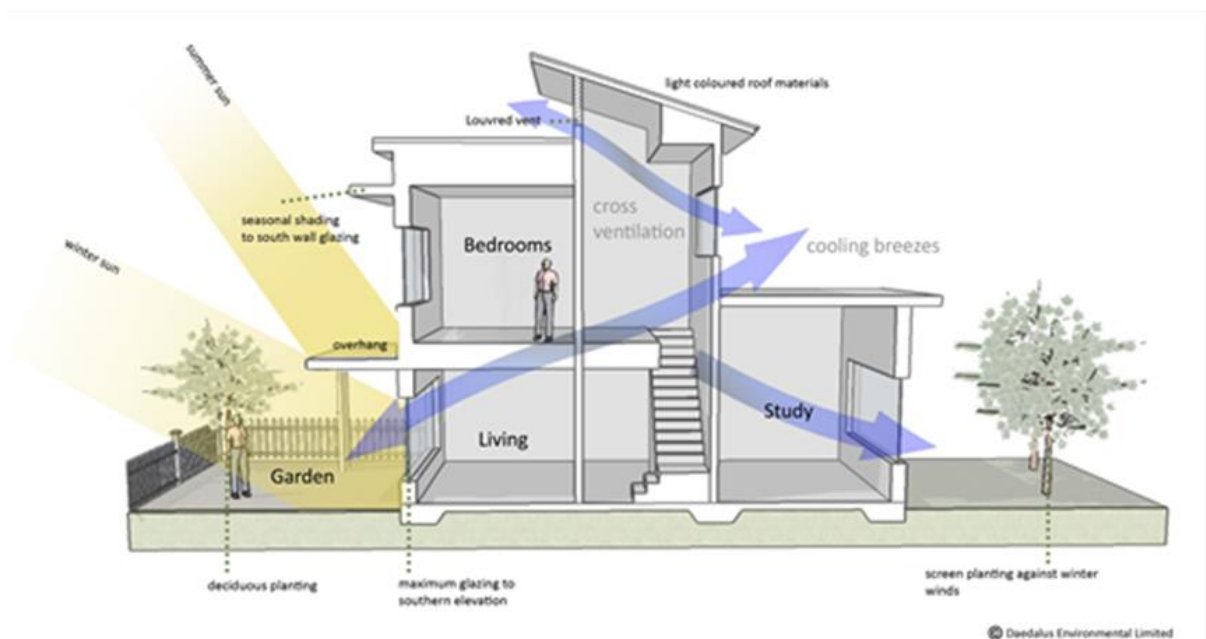 summer sun
light coloured roof materials
Louvred vent
seasonal shading
to south wall glazing
cross
ventilation
cooling breezes
Bedrooms
winter sun
overhang
Living
Study
Garden
deciduous planting
maximum glazing to
southern elevation
screen planting against winter
winds
© Daedalus Environmental Limited